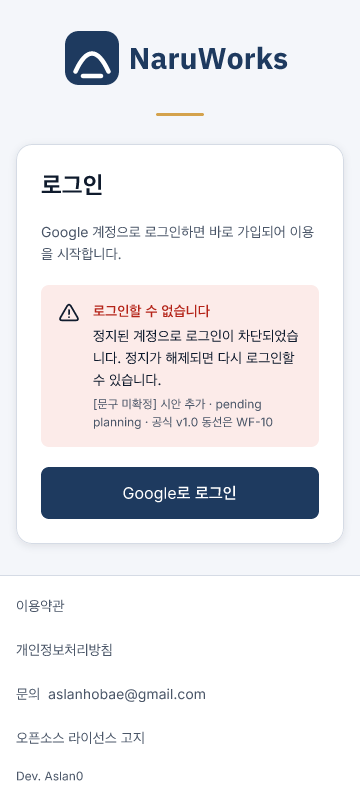 NaruWorks
로그인
Google 계정으로 로그인하면 바로 가입되어 이용
을 시작합니다.
로그인할 수 없습니다
정지된 계정으로 로그인이 차단되었습
니다. 정지가 해제되면 다시 로그인할
수 있습니다.
[문구 미확정] 시안 추가 · pending
planning · 공식 v1.0 동선은 WF-10
Google로 로그인
이용약관
개인정보처리방침
문의 aslanhobae@gmail.com
오픈소스 라이선스 고지
Dev. Aslan0